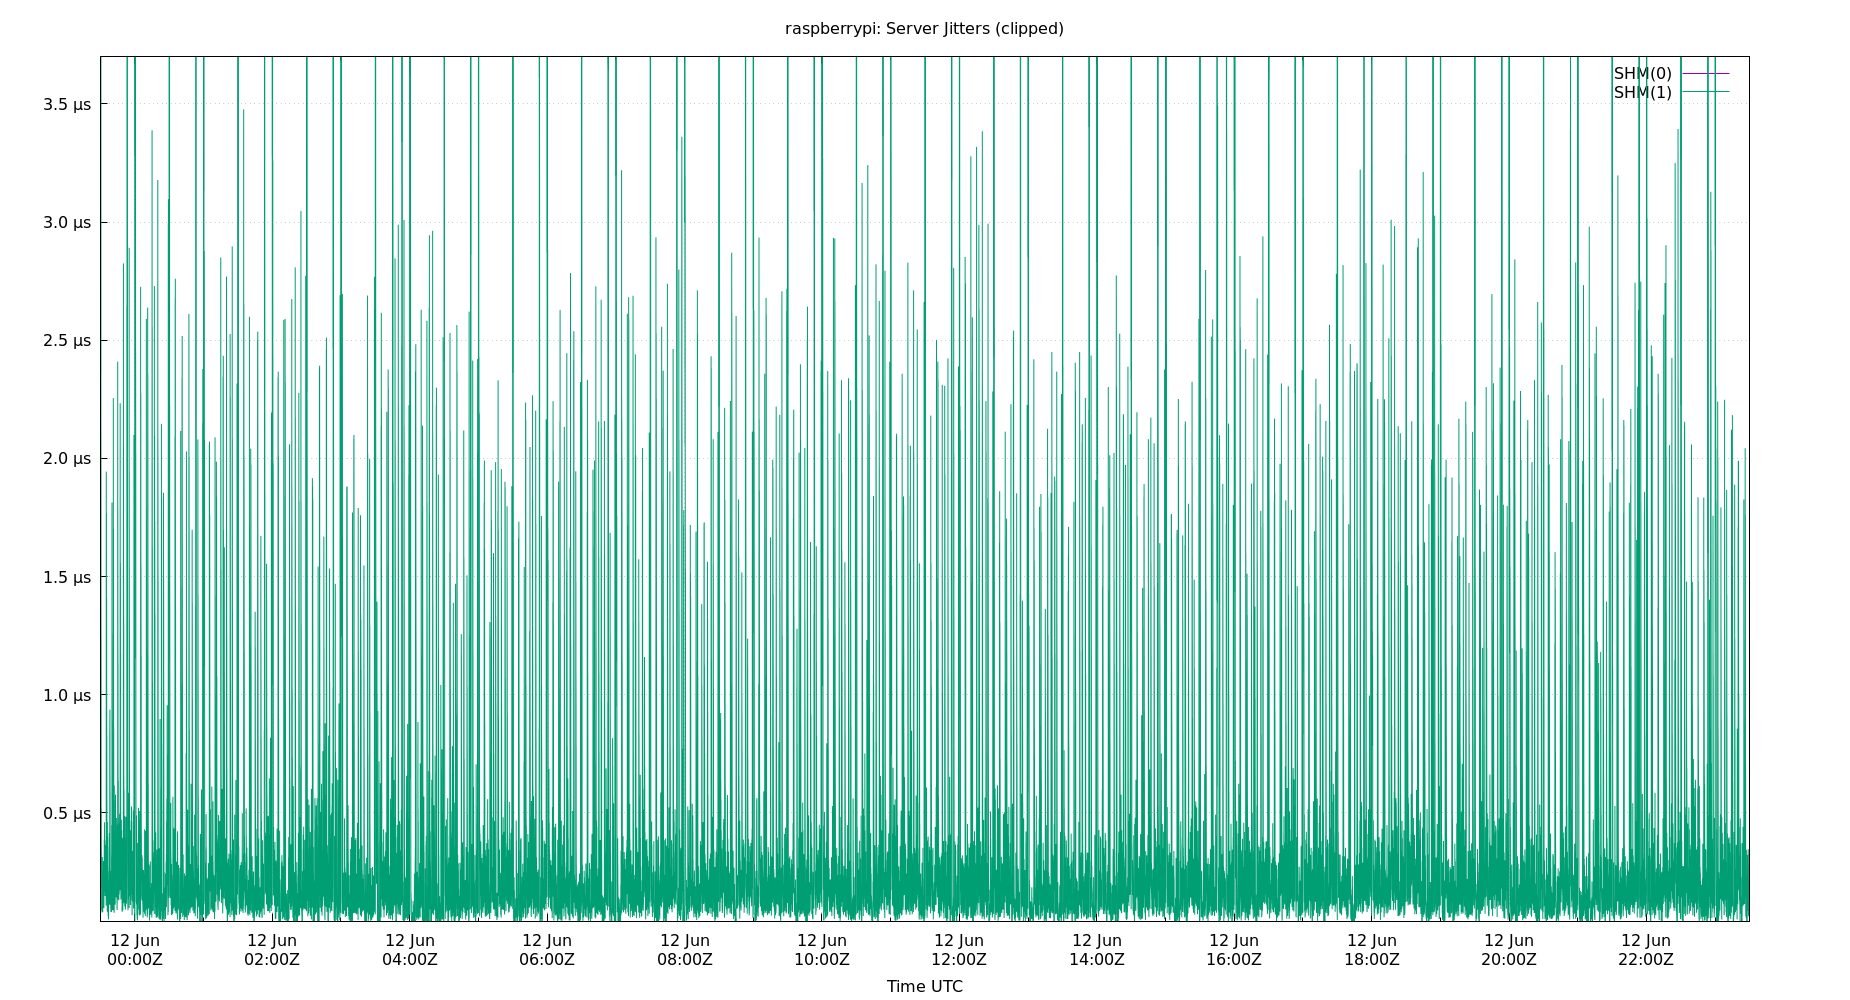 raspberrypi: Server Jitters (clipped)
SHM(0)
SHM(1)
3.5 µs
3.0 µs
2.5 µs
2.0 µs
1.5 µs
1.0 µs
0.5 µs
12 Jun 12 Jun 12 Jun 12 Jun 12 Jun 12 Jun 12 Jun 12 Jun 12 Jun 12 Jun 12 Jun 12 Jun
00:00Z 02:00Z 04:00Z 06:00Z 08:00Z 10:00Z 12:00Z 14:00Z 16:00Z 18:00Z 20:00Z 22:00Z
Time UTC